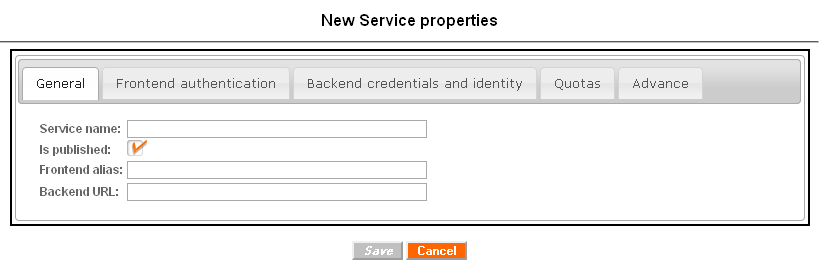 New Service properties
General Frontend authentication Backend credentials and identity Quotas Advance
Service name:
Is published:
Frontend alias:
Backend URL:
Save Cancel